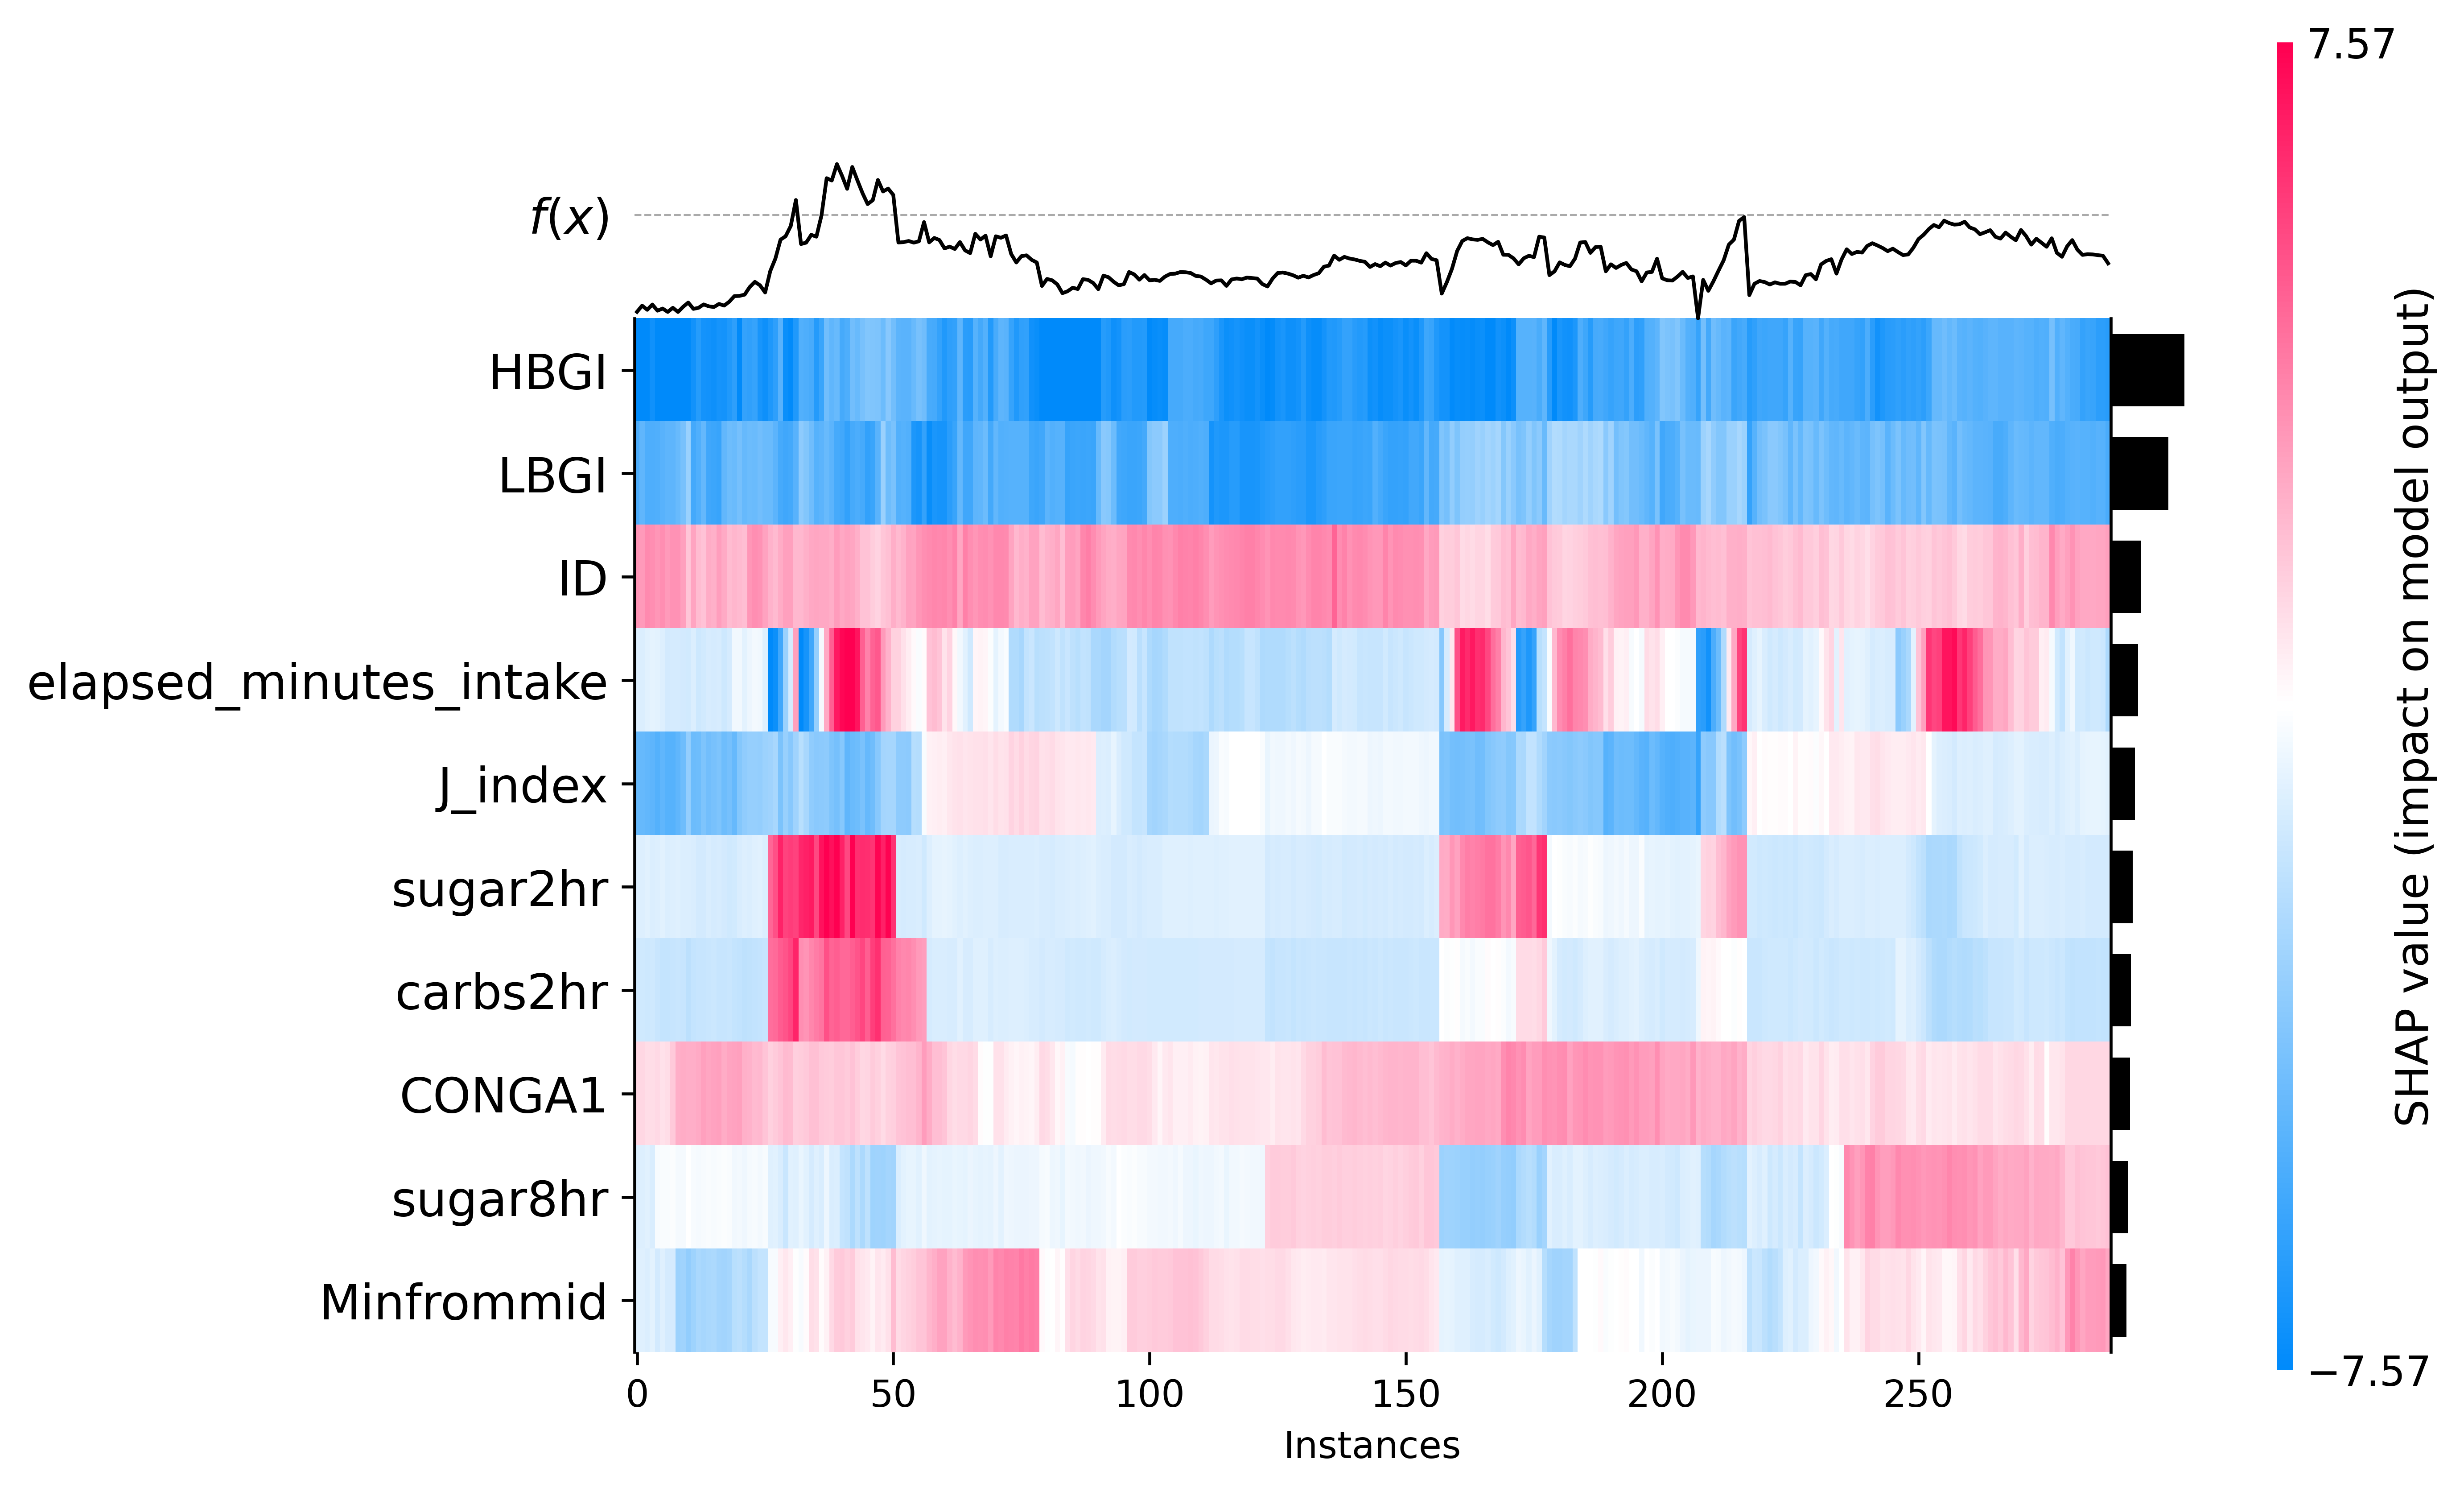 7.57
f(x)
HBGI
LBGI
ID
elapsed_minutes_intake
J_index
sugar2hr
carbs2hr
CONGA1
sugar8hr
Minfrommid
0 50 100 150 200 250
Instances
−7.57
SHAP value (impact on model output)